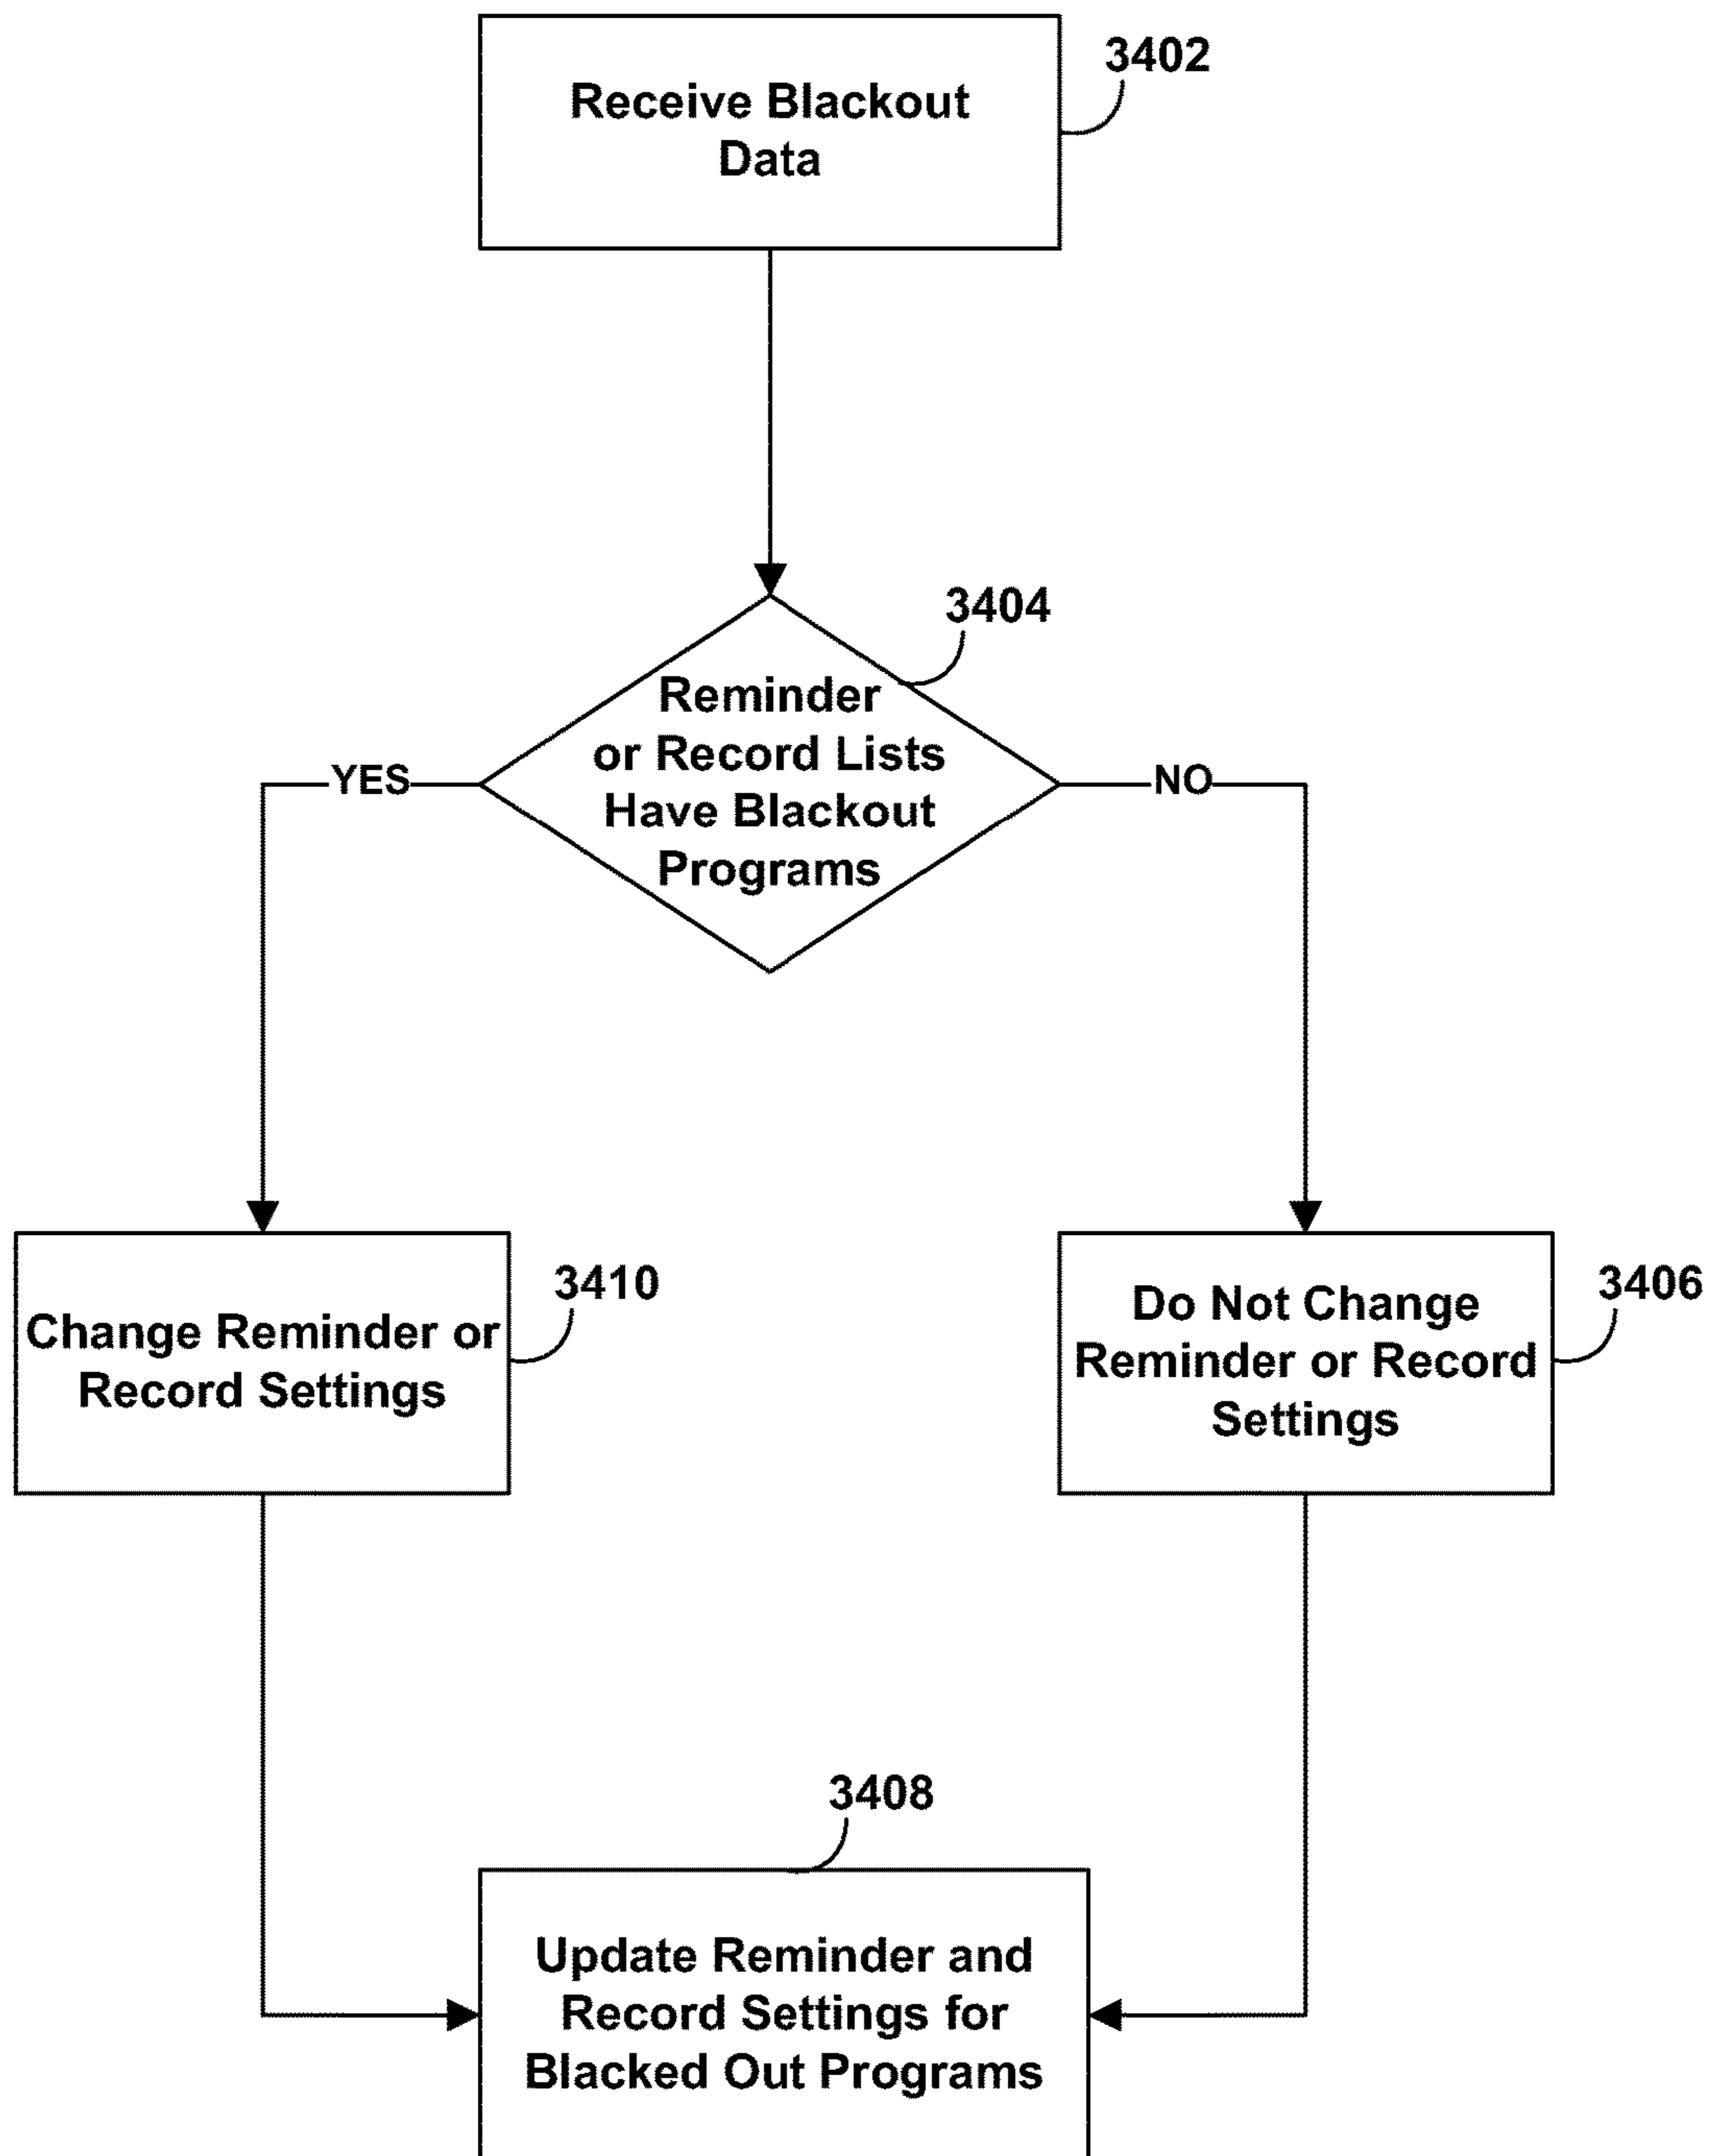 3402
Receive Blackout
Data
3404
Reminder
or Record Lists
Have Blackout
Programs
YES
NO
3410
Change Reminder or
Record Settings
3406
Do Not Change
Reminder or Record
Settings
3408
Update Reminder and
Record Settings for
Blacked Out Programs